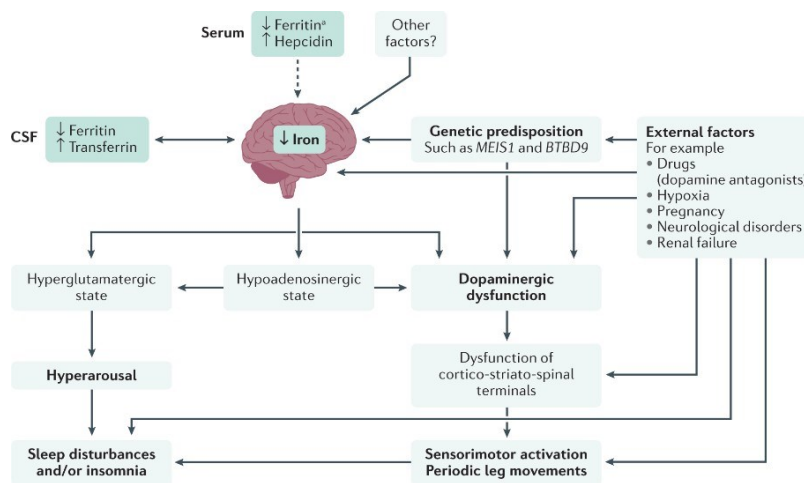 Serum
↓ Ferritinᵃ
↑ Hepcidin
Other
factors?
CSF
↓ Ferritin
↑ Transferrin
↓ Iron
Genetic predisposition
Such as MEIS1 and BTBD9
External factors
For example
• Drugs
(dopamine antagonists)
• Hypoxia
• Pregnancy
• Neurological disorders
• Renal failure
Hyperglutamatergic
state
Hypoadenosinergic
state
Dopaminergic
dysfunction
Hyperarousal
Dysfunction of
cortico-striato-spinal
terminals
Sleep disturbances
and/or insomnia
Sensorimotor activation
Periodic leg movements